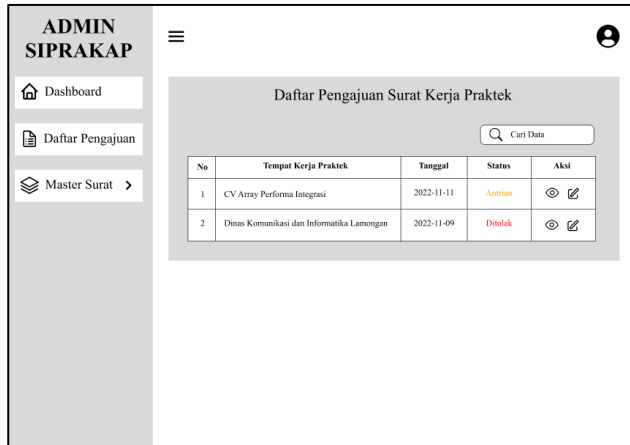 ADMIN
SIPRAKAP
Dashboard
Daftar Pengajuan
Master Surat
Daftar Pengajuan Surat Kerja Praktek
Cari Data
No Tempat Kerja Praktek Tanggal Status Aksi
1 CV Array Performa Integrasi 2022-11-11 Antrian
2 Dinas Komunikasi dan Informatika Lamongan 2022-11-09 Ditolak